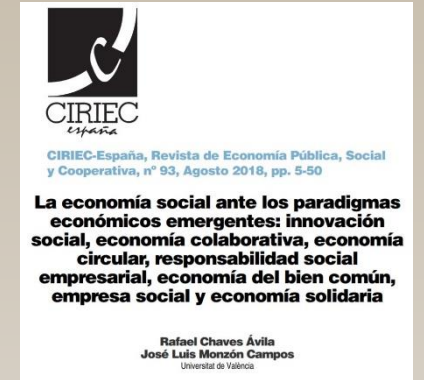 CIRIEC
españa
CIRIEC-España, Revista de Economía Pública, Social
y Cooperativa, nº 93, Agosto 2018, pp. 5-50
La economía social ante los paradigmas
económicos emergentes: innovación
social, economía colaborativa, economía
circular, responsabilidad social
empresarial, economía del bien común,
empresa social y economía solidaria
Rafael Chaves Ávila
José Luis Monzón Campos
Universitat de València